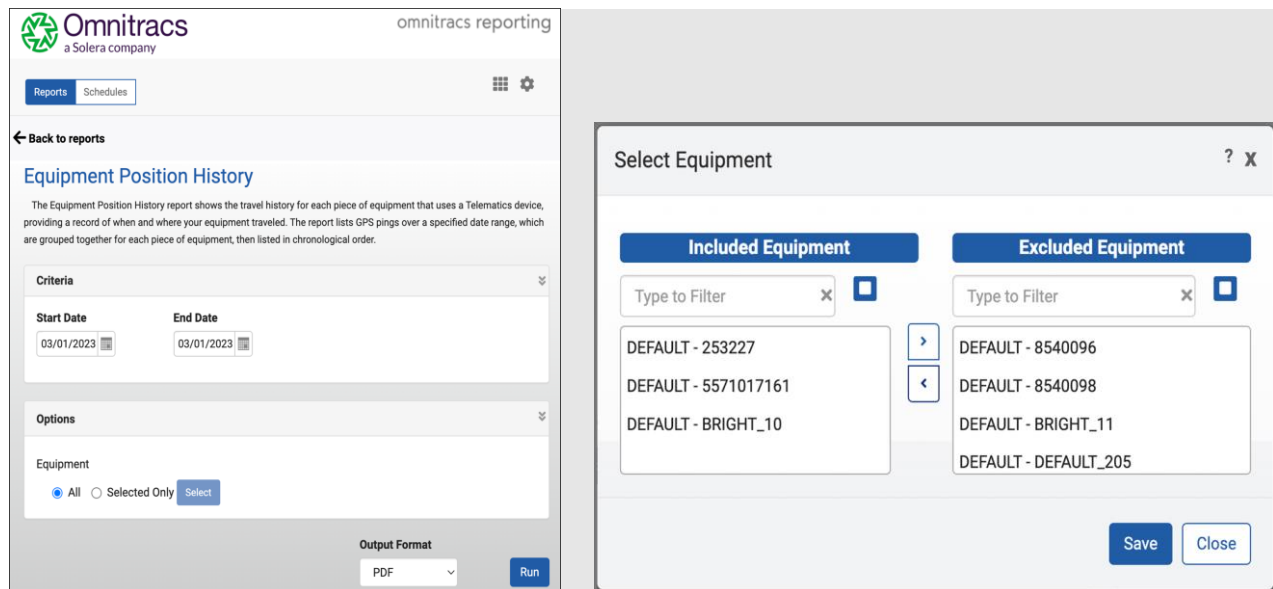 Omnitracs
a Solera company
omnitracs reporting
Reports Schedules
Back to reports
Equipment Position History
The Equipment Position History report shows the travel history for each piece of equipment that uses a Telematics device,
providing a record of when and where your equipment traveled. The report lists GPS pings over a specified date range, which
are grouped together for each piece of equipment, then listed in chronological order.
Criteria
Start Date End Date
03/01/2023 03/01/2023
Options
Equipment
All Selected Only Select
Output Format
PDF Run
Select Equipment ? X
Included Equipment Excluded Equipment
Type to Filter Type to Filter
DEFAULT - 253227 DEFAULT - 8540096
DEFAULT - 5571017161 DEFAULT - 8540098
DEFAULT - BRIGHT_10 DEFAULT - BRIGHT_11
DEFAULT - DEFAULT_205
Save Close